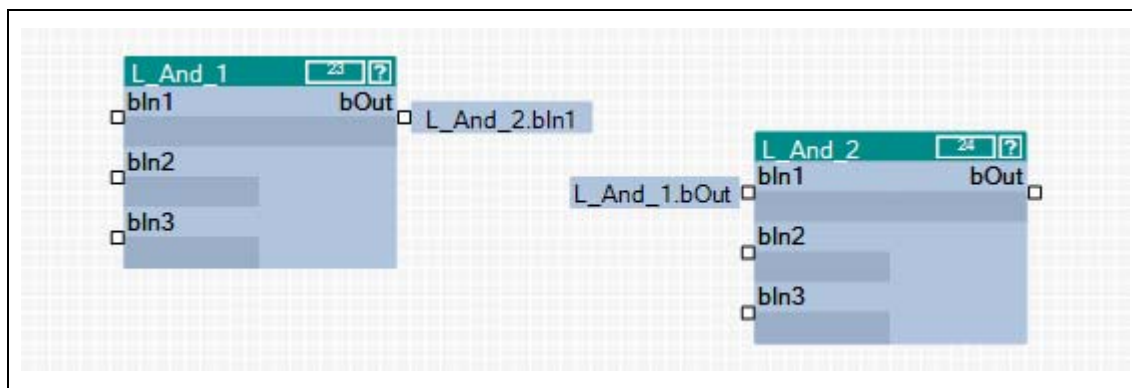 L_And_1 23 ?
bIn1 bOut
L_And_2.bIn1
bIn2
bIn3
L_And_2 24 ?
L_And_1.bOut
bIn1 bOut
bIn2
bIn3